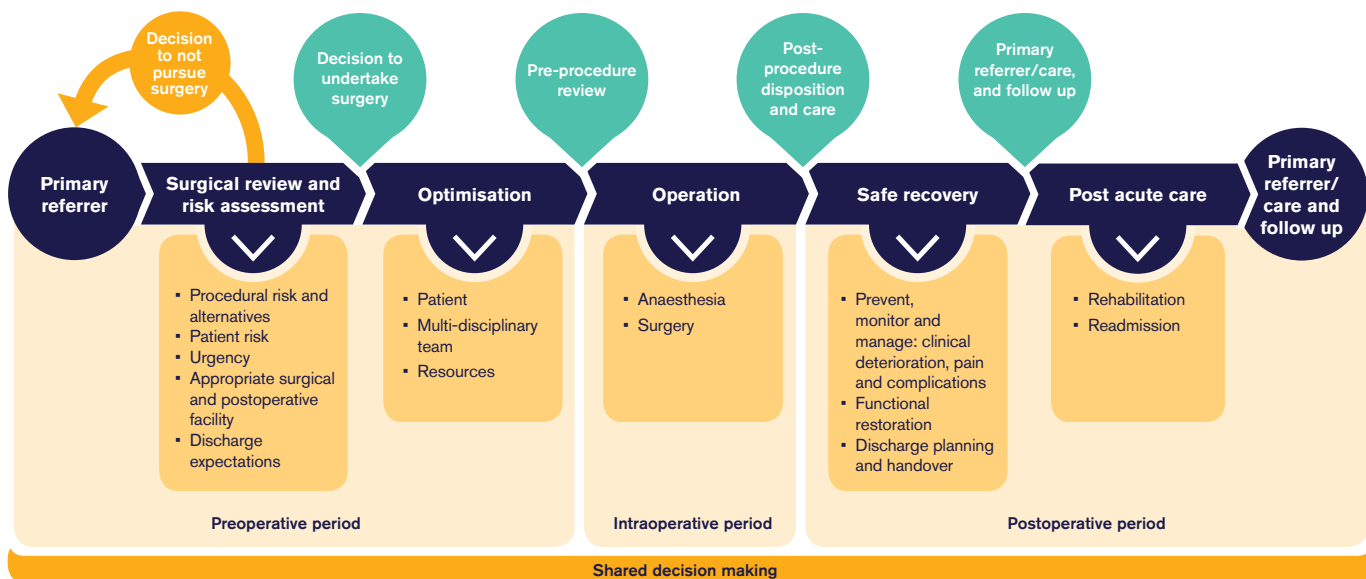 Decision
to not
pursue
surgery
Decision to
undertake
surgery
Pre-procedure
review
Post-
procedure
disposition
and care
Primary
referrer/care,
and follow up
Primary
referrer
Surgical review and
risk assessment
Optimisation
Operation
Safe recovery
Post acute care
Primary
referrer/
care and
follow up
▪ Procedural risk and
alternatives
▪ Patient risk
▪ Urgency
▪ Appropriate surgical
and postoperative
facility
▪ Discharge
expectations
▪ Patient
▪ Multi-disciplinary
team
▪ Resources
▪ Anaesthesia
▪ Surgery
▪ Prevent,
monitor and
manage: clinical
deterioration, pain
and complications
▪ Functional
restoration
▪ Discharge planning
and handover
▪ Rehabilitation
▪ Readmission
Preoperative period
Intraoperative period
Postoperative period
Shared decision making